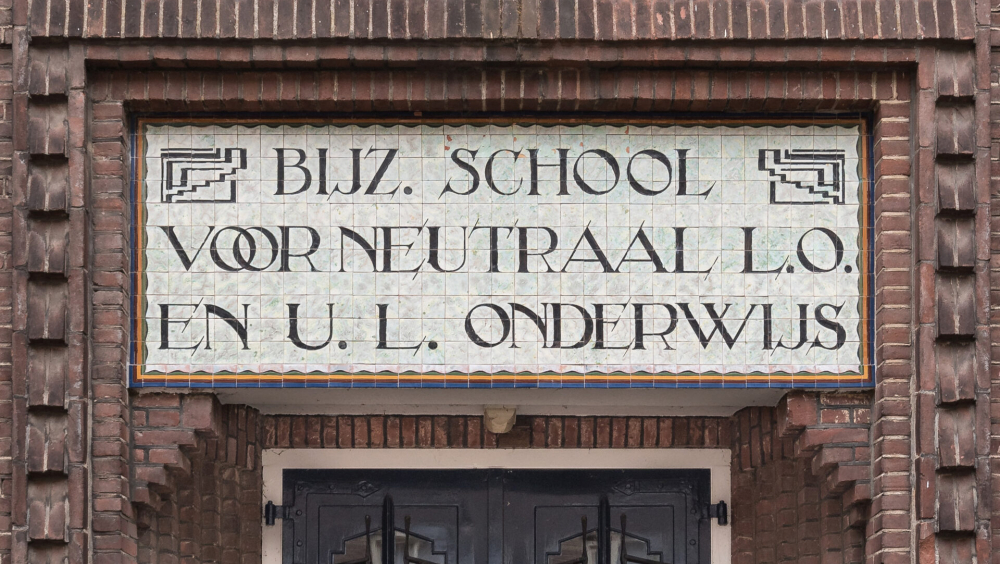 BIJZ. SCHOOL
VOOR NEUTRAAL L.O.
EN U. L. ONDERWIJS